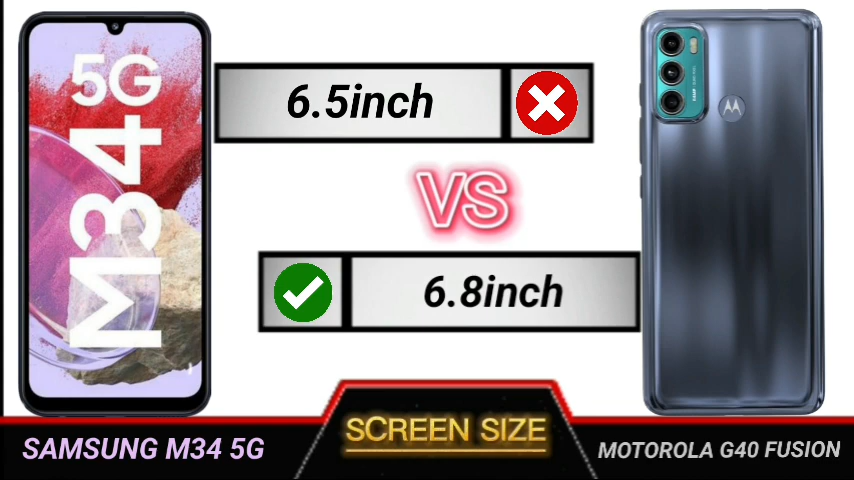 5G
M34
6.5inch
VS
6.8inch
SCREEN SIZE
SAMSUNG M34 5G
MOTOROLA G40 FUSION